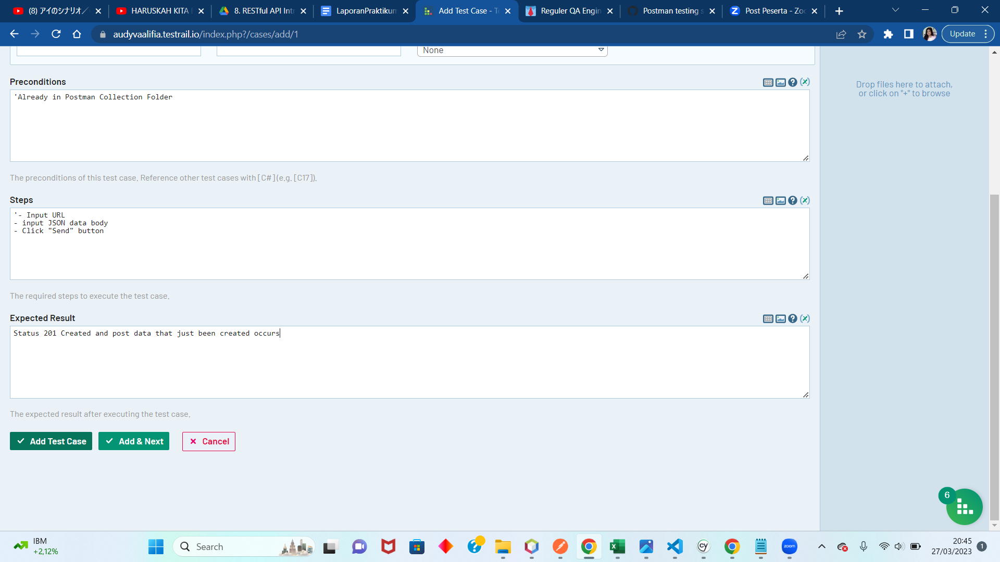 (8) アイのシナリオ／
HARUSKAH KITA
8. RESTful API Intr
LaporanPraktikum
Add Test Case - Te
Reguler QA Engin
Postman testing s
Post Peserta - Zoo
audyvaalifia.testrail.io/index.php?/cases/add/1
Update
None
Preconditions
'Already in Postman Collection Folder
The preconditions of this test case. Reference other test cases with [C#] (e.g. [C17]).
Steps
'- Input URL
- input JSON data body
- Click "Send" button
The required steps to execute the test case.
Expected Result
Status 201 Created and post data that just been created occurs
The expected result after executing the test case.
Add Test Case
Add & Next
Cancel
Drop files here to attach,
or click on "+" to browse
6
IBM
+2,12%
Search
cy
zoom
20:45
27/03/2023
1